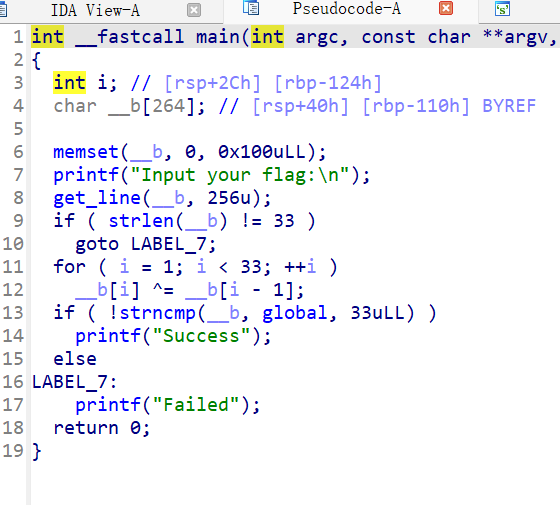 IDA View-A Pseudocode-A
1 int __fastcall main(int argc, const char **argv,
2 {
3   int i; // [rsp+2Ch] [rbp-124h]
4   char __b[264]; // [rsp+40h] [rbp-110h] BYREF
5
6   memset(__b, 0, 0x100uLL);
7   printf("Input your flag:\n");
8   get_line(__b, 256u);
9   if ( strlen(__b) != 33 )
10     goto LABEL_7;
11   for ( i = 1; i < 33; ++i )
12     __b[i] ^= __b[i - 1];
13   if ( !strncmp(__b, global, 33uLL) )
14     printf("Success");
15   else
16 LABEL_7:
17     printf("Failed");
18   return 0;
19 }